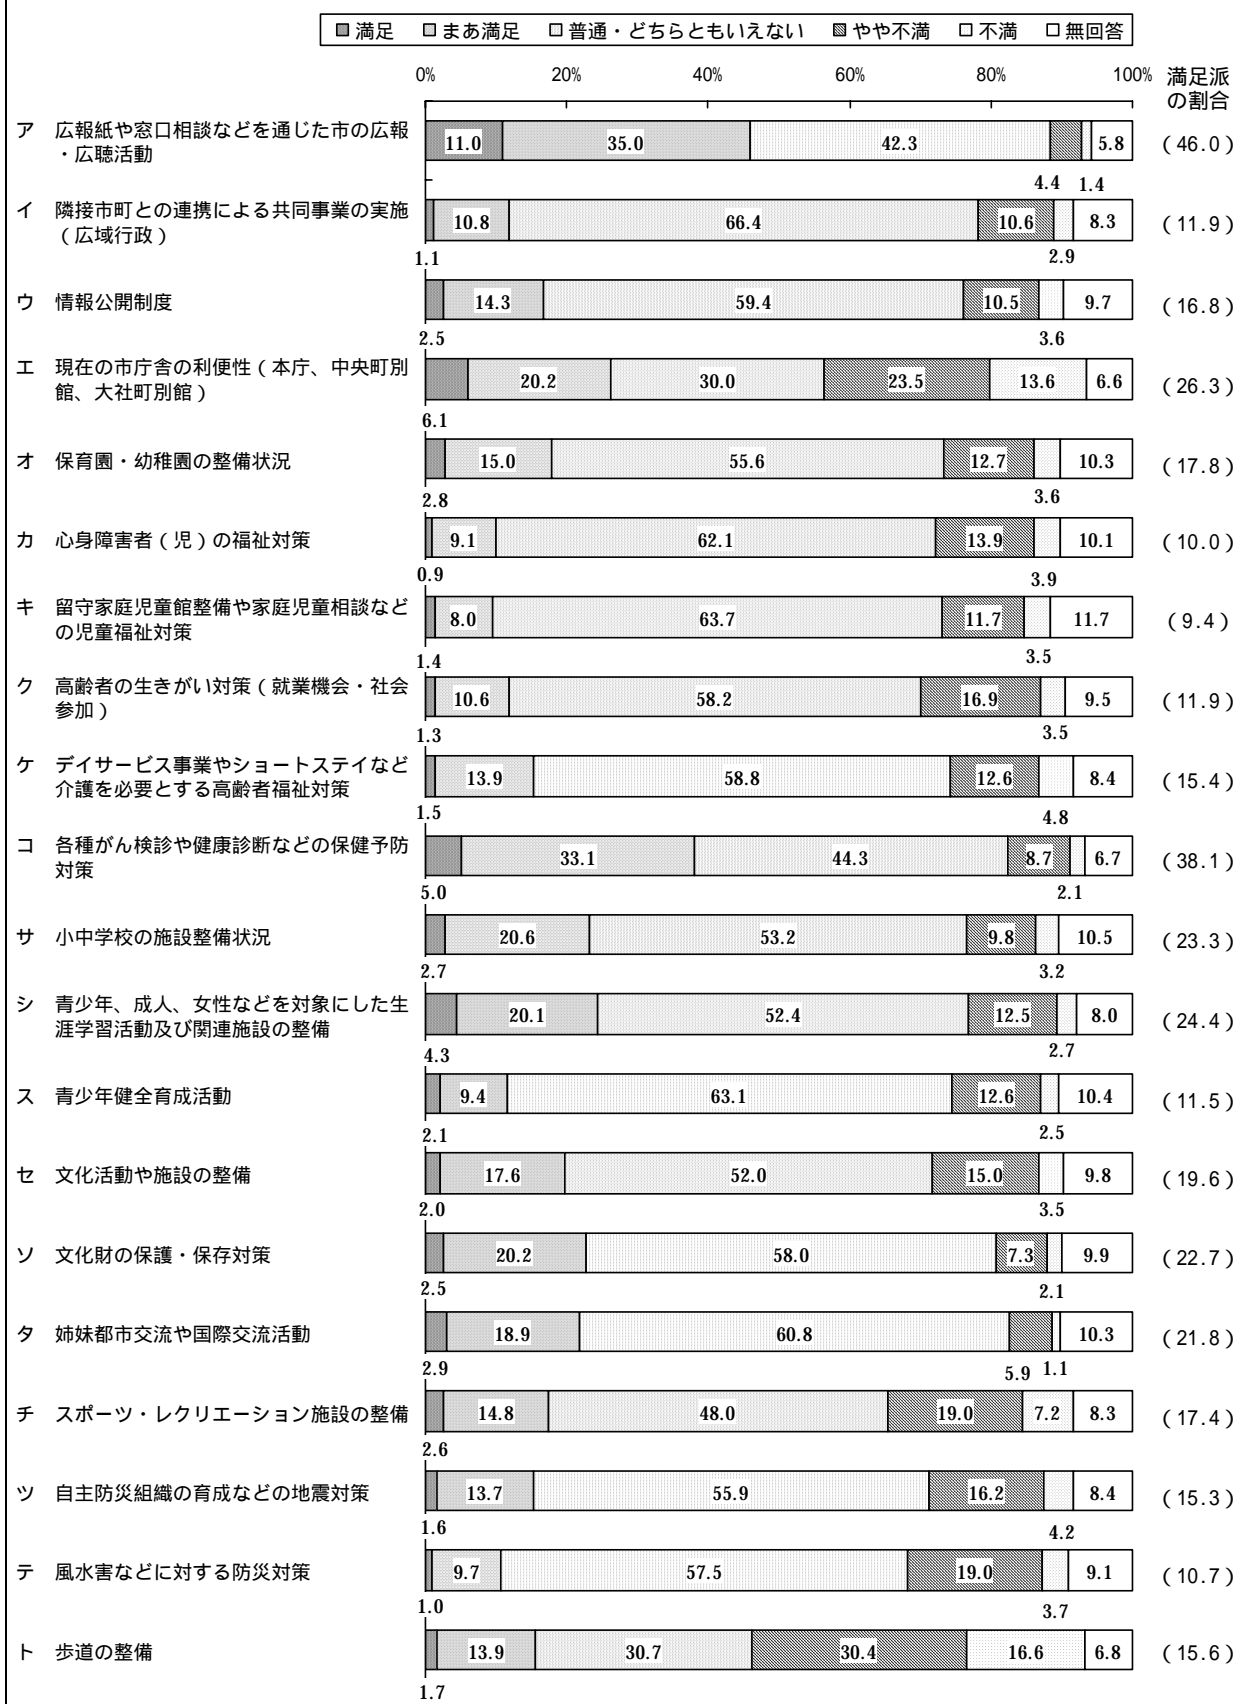 満足 まあ満足 普通・どちらともいえない やや不満 不満 無回答
0% 20% 40% 60% 80% 100% 満足派
の割合
ア 広報紙や窓口相談などを通じた市の広報
・広聴活動
11.0 35.0 42.3 5.8 (46.0)
4.4 1.4
イ 隣接市町との連携による共同事業の実施
(広域行政)
10.8 66.4 10.6 8.3 (11.9)
1.1 2.9
ウ 情報公開制度 14.3 59.4 10.5 9.7 (16.8)
2.5 3.6
エ 現在の市庁舎の利便性(本庁、中央町別
館、大社町別館)
20.2 30.0 23.5 13.6 6.6 (26.3)
6.1
オ 保育園・幼稚園の整備状況 15.0 55.6 12.7 10.3 (17.8)
2.8 3.6
カ 心身障害者(児)の福祉対策 9.1 62.1 13.9 10.1 (10.0)
0.9 3.9
キ 留守家庭児童館整備や家庭児童相談など
の児童福祉対策
8.0 63.7 11.7 11.7 (9.4)
1.4 3.5
ク 高齢者の生きがい対策(就業機会・社会
参加)
10.6 58.2 16.9 9.5 (11.9)
1.3 3.5
ケ デイサービス事業やショートステイなど
介護を必要とする高齢者福祉対策
13.9 58.8 12.6 8.4 (15.4)
1.5 4.8
コ 各種がん検診や健康診断などの保健予防
対策
33.1 44.3 8.7 6.7 (38.1)
5.0 2.1
サ 小中学校の施設整備状況 20.6 53.2 9.8 10.5 (23.3)
2.7 3.2
シ 青少年、成人、女性などを対象にした生
涯学習活動及び関連施設の整備
20.1 52.4 12.5 8.0 (24.4)
4.3 2.7
ス 青少年健全育成活動 9.4 63.1 12.6 10.4 (11.5)
2.1 2.5
セ 文化活動や施設の整備 17.6 52.0 15.0 9.8 (19.6)
2.0 3.5
ソ 文化財の保護・保存対策 20.2 58.0 7.3 9.9 (22.7)
2.5 2.1
タ 姉妹都市交流や国際交流活動 18.9 60.8 10.3 (21.8)
2.9 5.9 1.1
チ スポーツ・レクリエーション施設の整備 14.8 48.0 19.0 7.2 8.3 (17.4)
2.6
ツ 自主防災組織の育成などの地震対策 13.7 55.9 16.2 8.4 (15.3)
1.6 4.2
テ 風水害などに対する防災対策 9.7 57.5 19.0 9.1 (10.7)
1.0 3.7
ト 歩道の整備 13.9 30.7 30.4 16.6 6.8 (15.6)
1.7